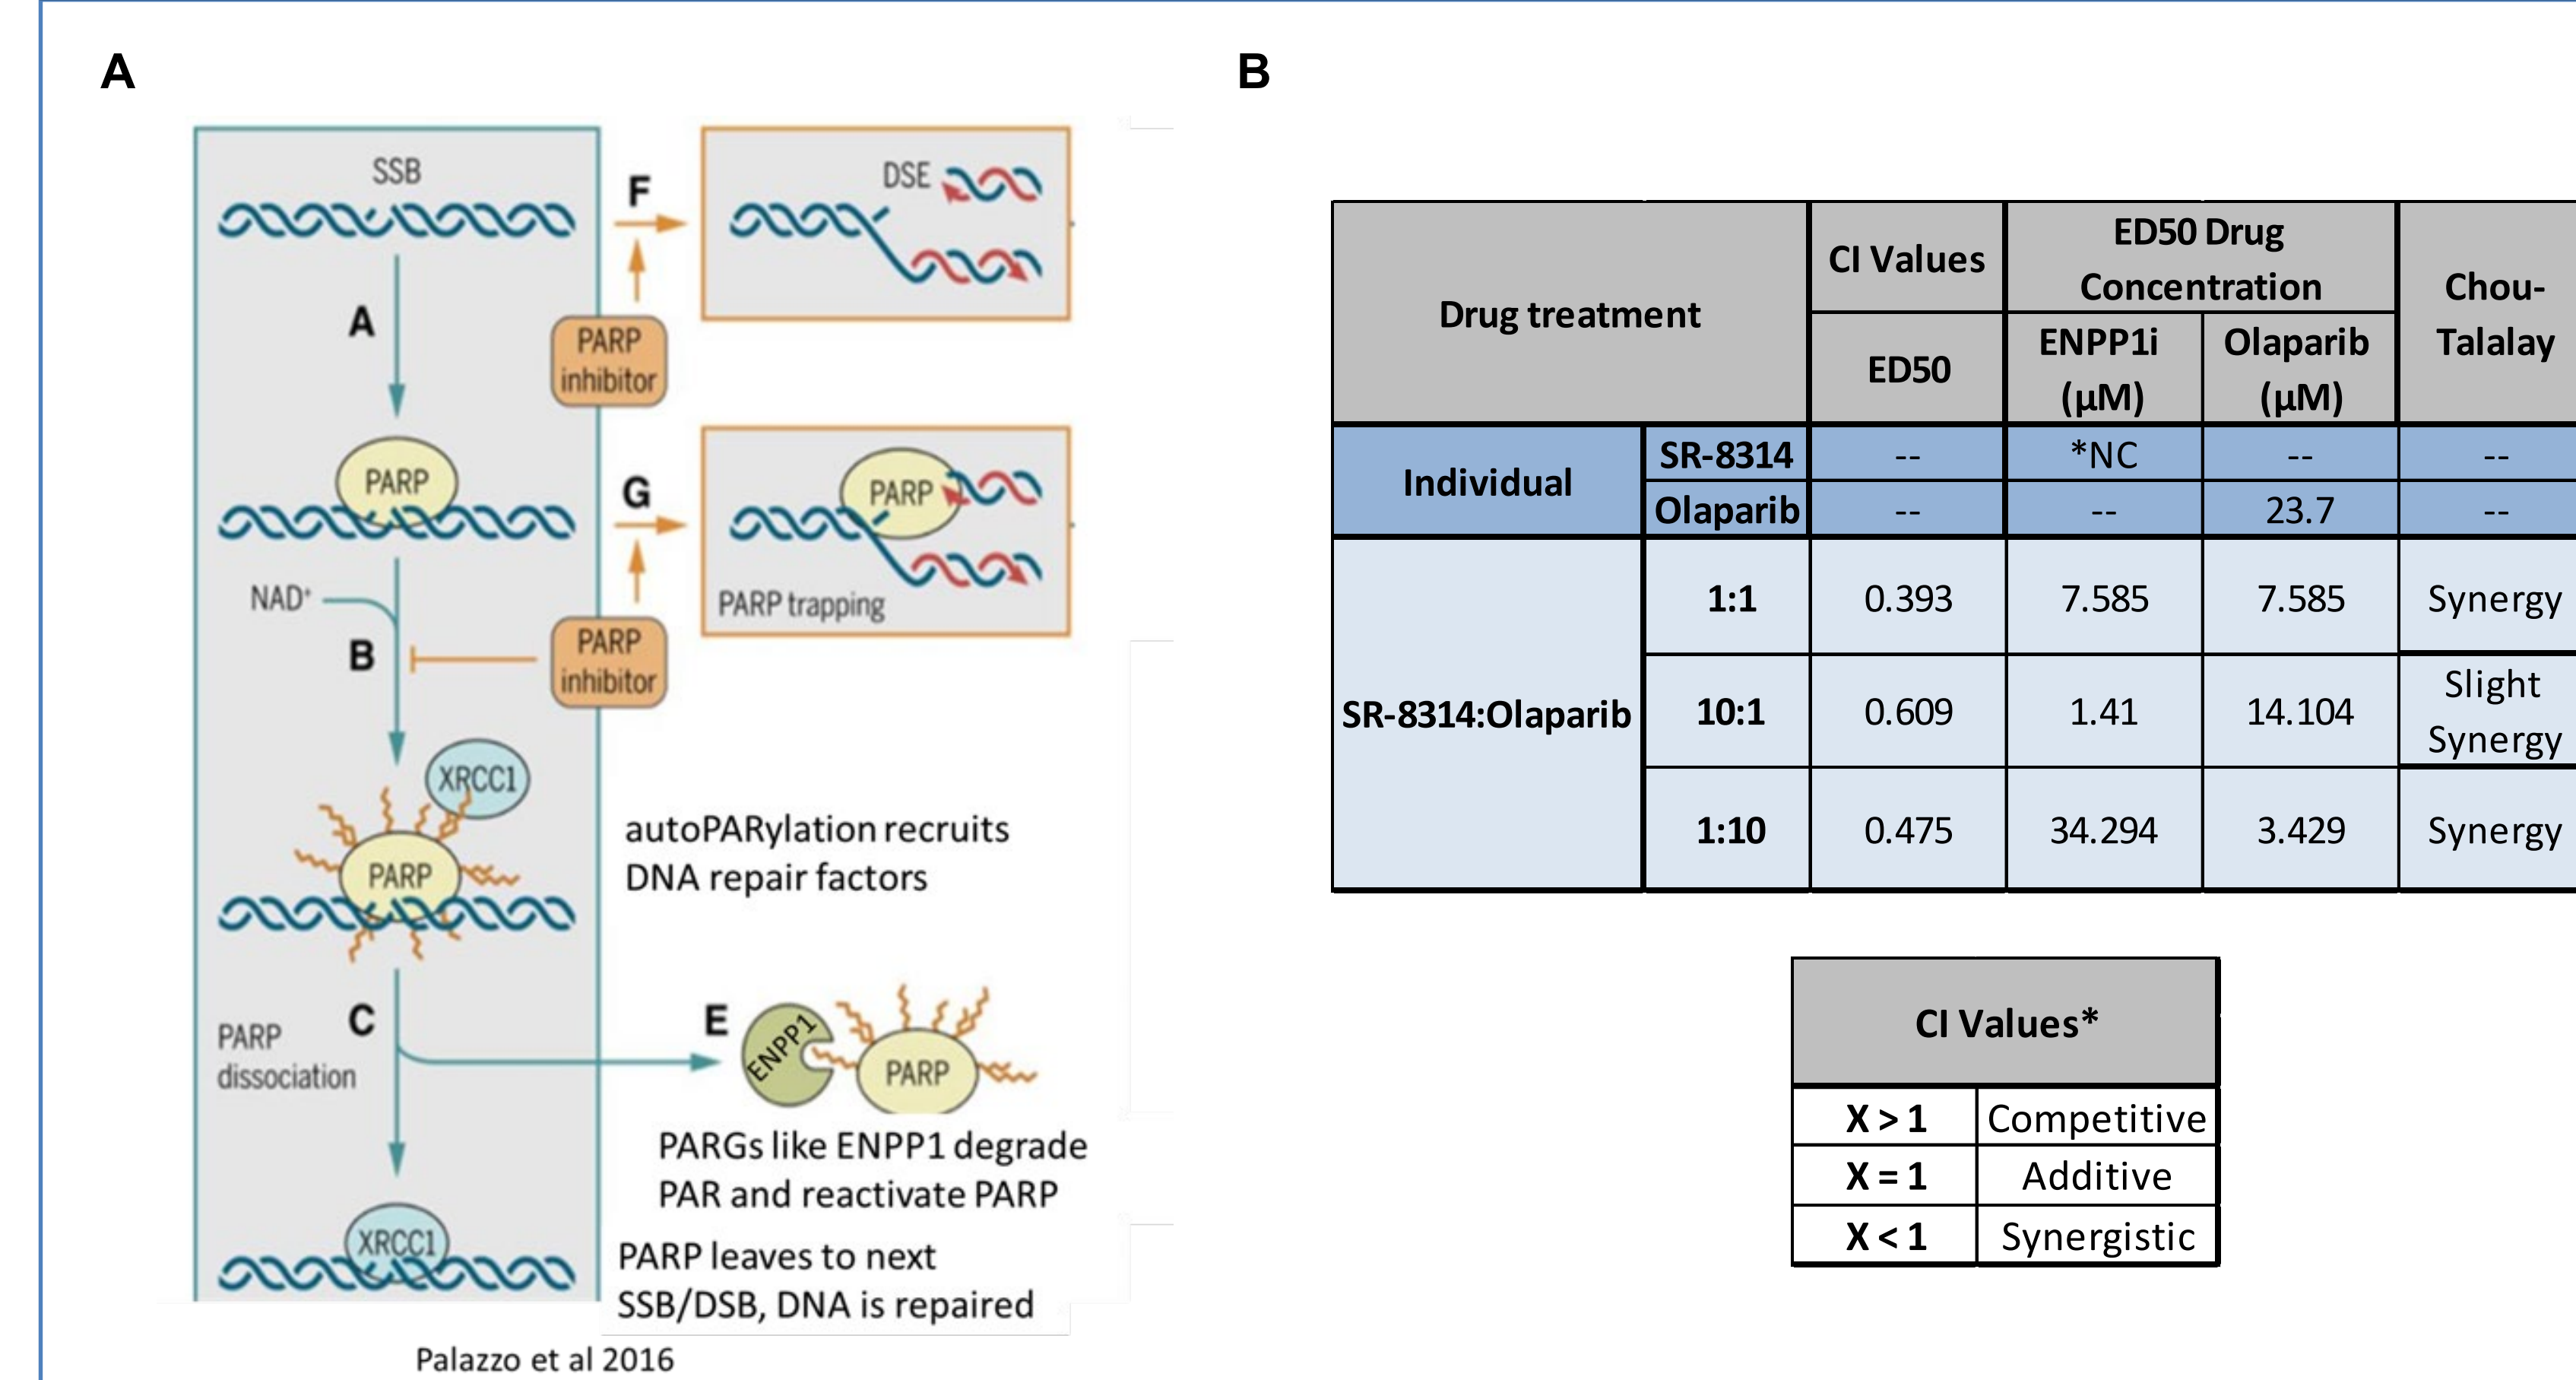 A
SSB
A
F
DSE
PARP
inhibitor
PARP
G
PARP
PARP trapping
NAD⁺
B
PARP
inhibitor
XRCC1
PARP
autoPARylation recruits
DNA repair factors
C
PARP
dissociation
E
ENPP1
PARP
PARGs like ENPP1 degrade
PAR and reactivate PARP
XRCC1
PARP leaves to next
SSB/DSB, DNA is repaired
Palazzo et al 2016
B
Drug treatment
CI Values
ED50 Drug
Concentration
Chou-
Talalay
ED50
ENPP1i
(µM)
Olaparib
(µM)
Individual
SR-8314 -- *NC -- --
Olaparib -- -- 23.7 --
SR-8314:Olaparib
1:1 0.393 7.585 7.585 Synergy
10:1 0.609 1.41 14.104 Slight
Synergy
1:10 0.475 34.294 3.429 Synergy
CI Values*
X > 1 Competitive
X = 1 Additive
X < 1 Synergistic